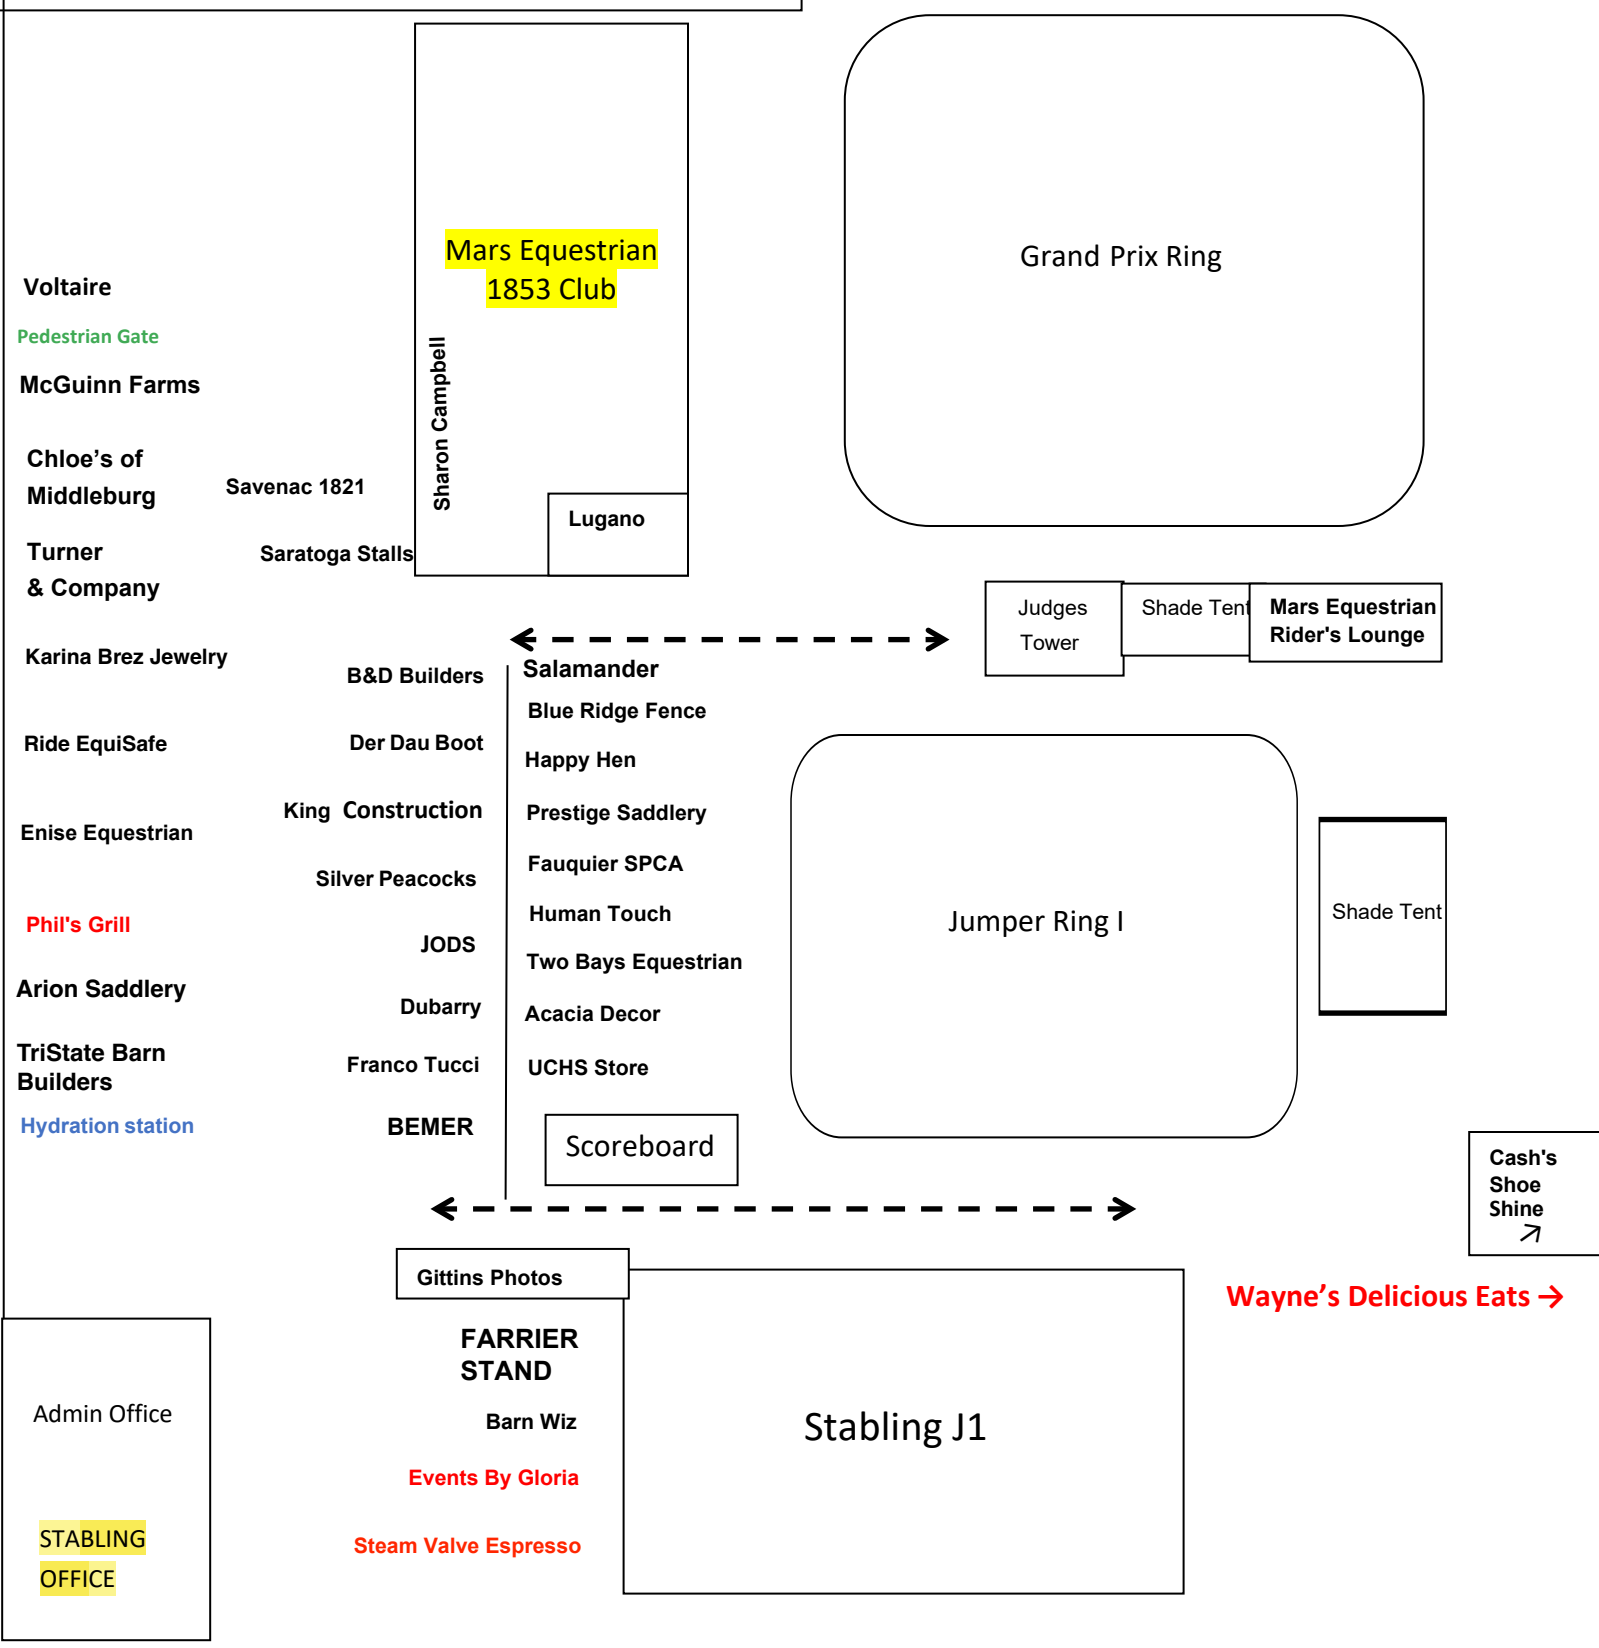 Mars Equestrian
1853 Club
Grand Prix Ring
Voltaire
Pedestrian Gate
McGuinn Farms
Sharon Campbell
Chloe’s of
Middleburg
Savenac 1821
Lugano
Turner
& Company
Saratoga Stalls
Judges
Tower
Shade Tent
Mars Equestrian
Rider's Lounge
Karina Brez Jewelry
B&D Builders
Salamander
Blue Ridge Fence
Ride EquiSafe
Der Dau Boot
Happy Hen
King Construction
Prestige Saddlery
Enise Equestrian
Silver Peacocks
Fauquier SPCA
Human Touch
Jumper Ring I
Shade Tent
Phil's Grill
JODS
Two Bays Equestrian
Arion Saddlery
Dubarry
Acacia Decor
TriState Barn
Builders
Franco Tucci
UCHS Store
Hydration station
BEMER
Scoreboard
Cash's
Shoe
Shine
Gittins Photos
Wayne’s Delicious Eats →
FARRIER
STAND
Admin Office
Barn Wiz
Stabling J1
Events By Gloria
STABLING
OFFICE
Steam Valve Espresso